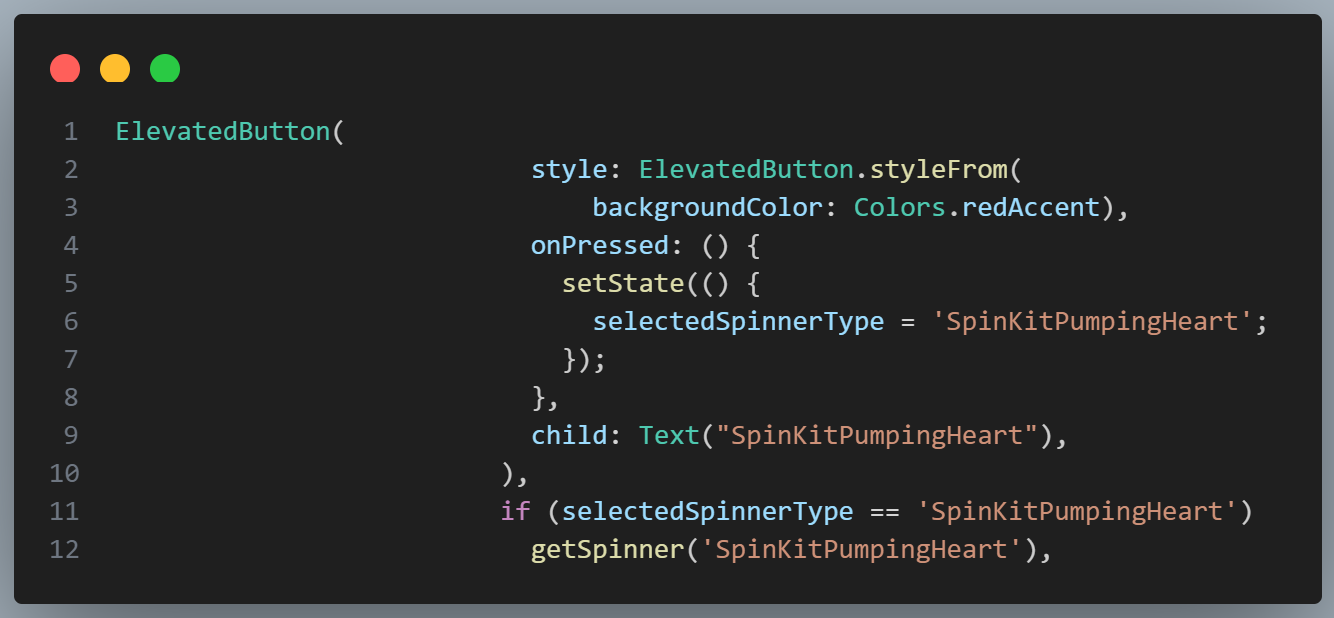 1 ElevatedButton(
2 style: ElevatedButton.styleFrom(
3 backgroundColor: Colors.redAccent),
4 onPressed: () {
5 setState(() {
6 selectedSpinnerType = 'SpinKitPumpingHeart';
7 });
8 },
9 child: Text("SpinKitPumpingHeart"),
10 ),
11 if (selectedSpinnerType == 'SpinKitPumpingHeart')
12 getSpinner('SpinKitPumpingHeart'),